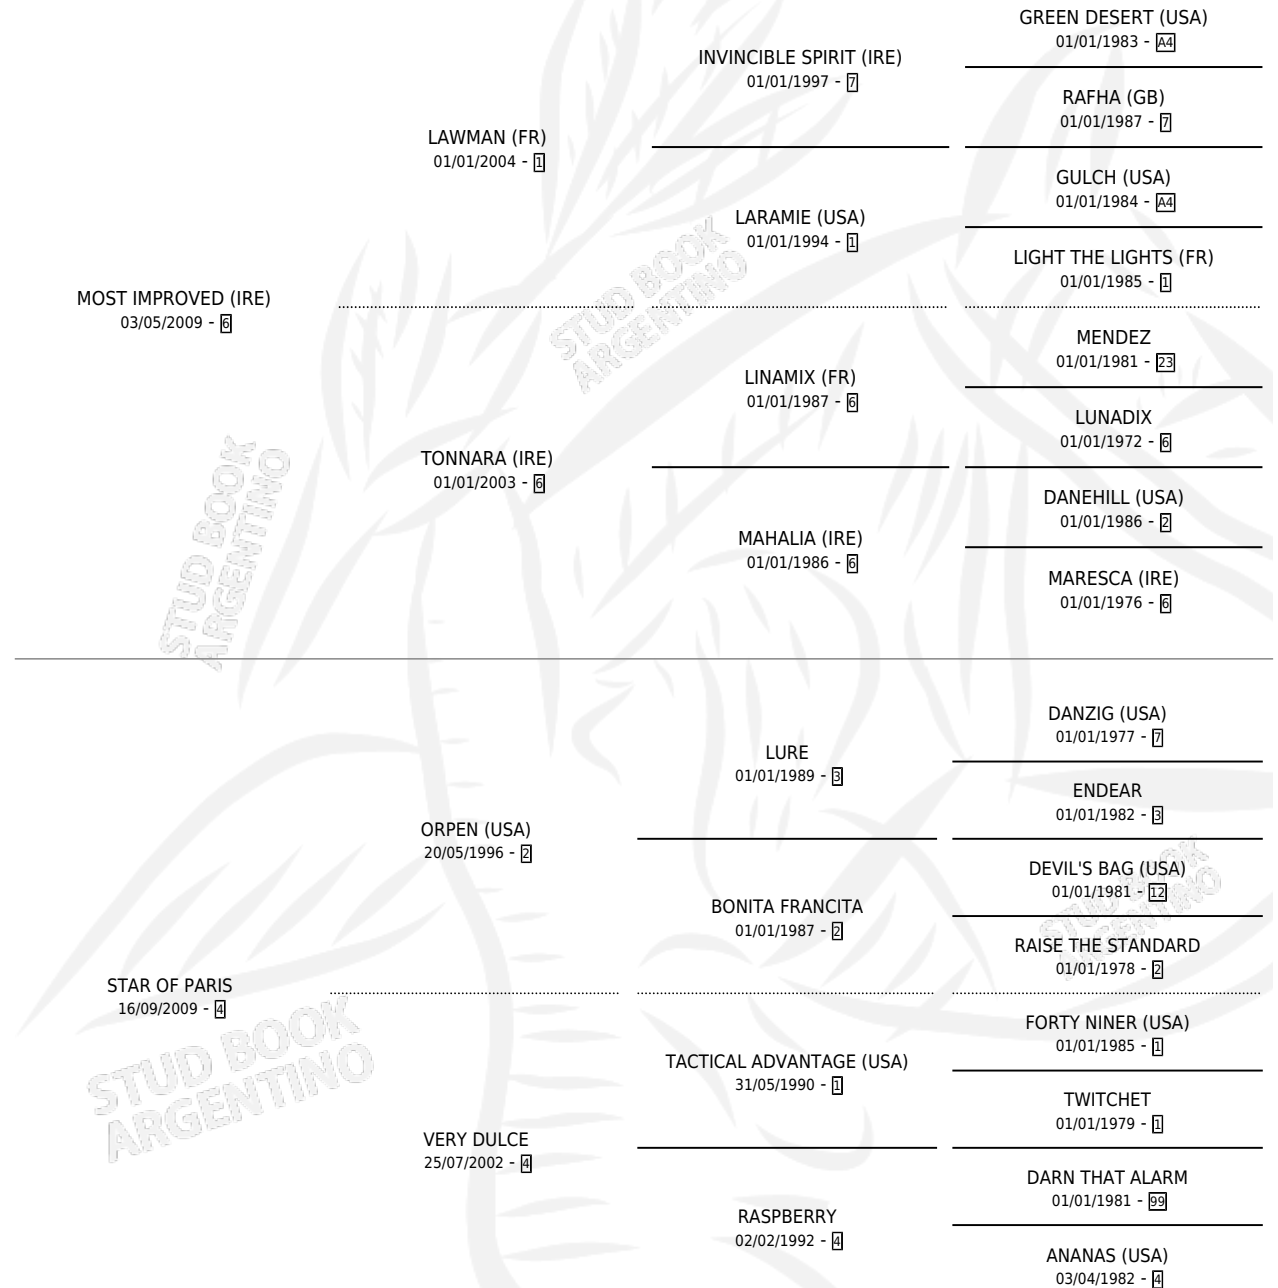 GREEN DESERT (USA)
01/01/1983 - A4
INVINCIBLE SPIRIT (IRE)
01/01/1997 - 7
RAFHA (GB)
01/01/1987 - 7
LAWMAN (FR)
01/01/2004 - 1
GULCH (USA)
01/01/1984 - A4
LARAMIE (USA)
01/01/1994 - 1
LIGHT THE LIGHTS (FR)
01/01/1985 - 1
MOST IMPROVED (IRE)
03/05/2009 - 6
MENDEZ
01/01/1981 - 23
LINAMIX (FR)
01/01/1987 - 6
LUNADIX
01/01/1972 - 6
TONNARA (IRE)
01/01/2003 - 6
DANEHILL (USA)
01/01/1986 - 2
MAHALIA (IRE)
01/01/1986 - 6
MARESCA (IRE)
01/01/1976 - 6
DANZIG (USA)
01/01/1977 - 7
LURE
01/01/1989 - 3
ENDEAR
01/01/1982 - 3
ORPEN (USA)
20/05/1996 - 2
DEVIL'S BAG (USA)
01/01/1981 - 12
BONITA FRANCITA
01/01/1987 - 2
RAISE THE STANDARD
01/01/1978 - 2
STAR OF PARIS
16/09/2009 - 4
FORTY NINER (USA)
01/01/1985 - 1
TACTICAL ADVANTAGE (USA)
31/05/1990 - 1
TWITCHET
01/01/1979 - 1
VERY DULCE
25/07/2002 - 4
DARN THAT ALARM
01/01/1981 - 99
RASPBERRY
02/02/1992 - 4
ANANAS (USA)
03/04/1982 - 4
STUD BOOK
ARGENTINO
STUD BOOK
ARGENTINO
STUD BOOK
ARGENTINO
STUD BOOK
ARGENTINO